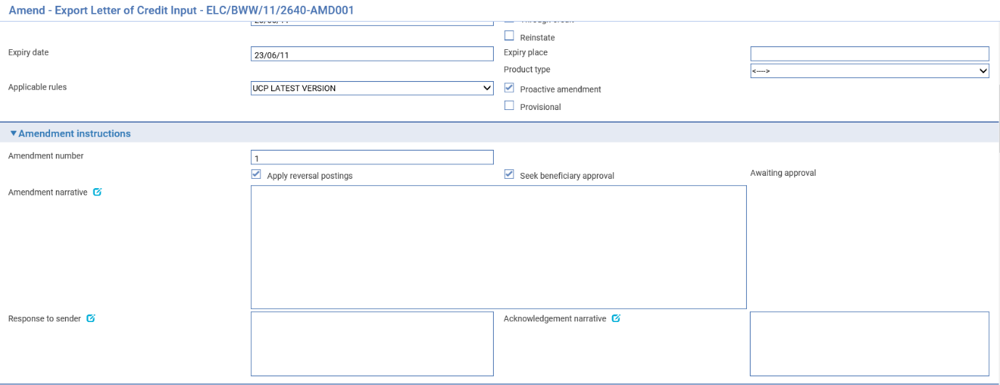 Amend - Export Letter of Credit Input - ELC/BWW/11/2640-AMD001
Reinstate
Expiry date 23/06/11 Expiry place
Product type <---->
Applicable rules UCP LATEST VERSION Proactive amendment
Provisional
Amendment instructions
Amendment number 1
Apply reversal postings Seek beneficiary approval Awaiting approval
Amendment narrative
Response to sender Acknowledgement narrative